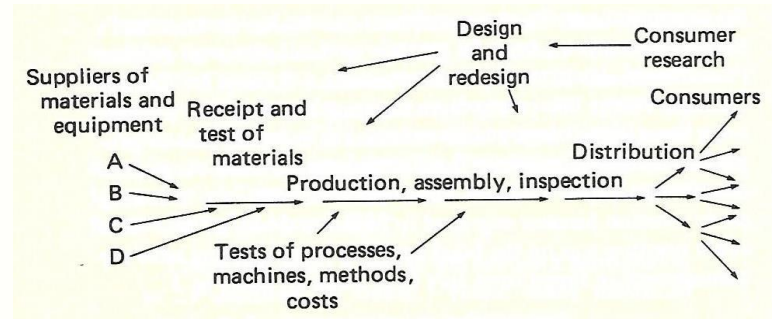 Design
and
redesign
Consumer
research
Suppliers of
materials and
equipment
Receipt and
test of
materials
Consumers
A
B
C
D
Production, assembly, inspection
Distribution
Tests of processes,
machines, methods,
costs